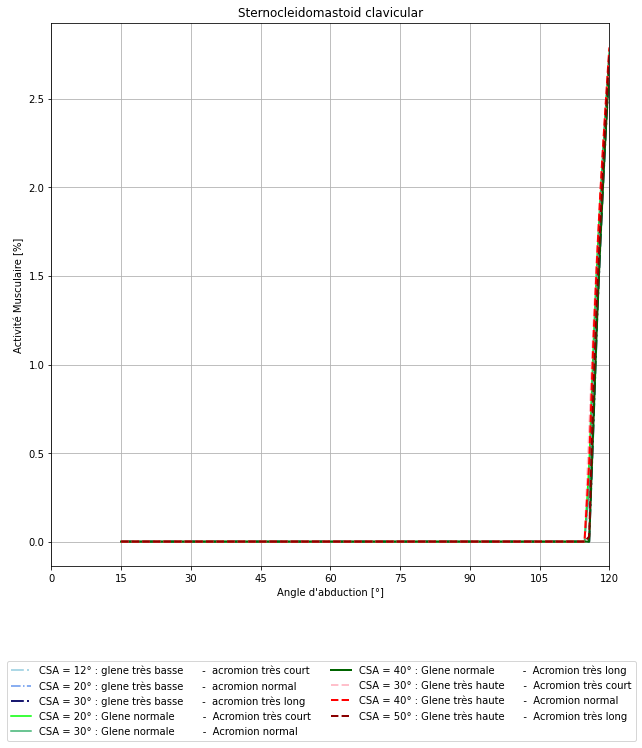 Sternocleidomastoid clavicular
2.5
2.0
1.5
1.0
0.5
0.0
Activité Musculaire [%]
0 15 30 45 60 75 90 105 120
Angle d'abduction [°]
CSA = 12° : glene très basse - acromion très court
CSA = 20° : glene très basse - acromion normal
CSA = 30° : glene très basse - acromion très long
CSA = 20° : Glene normale - Acromion très court
CSA = 30° : Glene normale - Acromion normal
CSA = 40° : Glene normale - Acromion très long
CSA = 30° : Glene très haute - Acromion très court
CSA = 40° : Glene très haute - Acromion normal
CSA = 50° : Glene très haute - Acromion très long